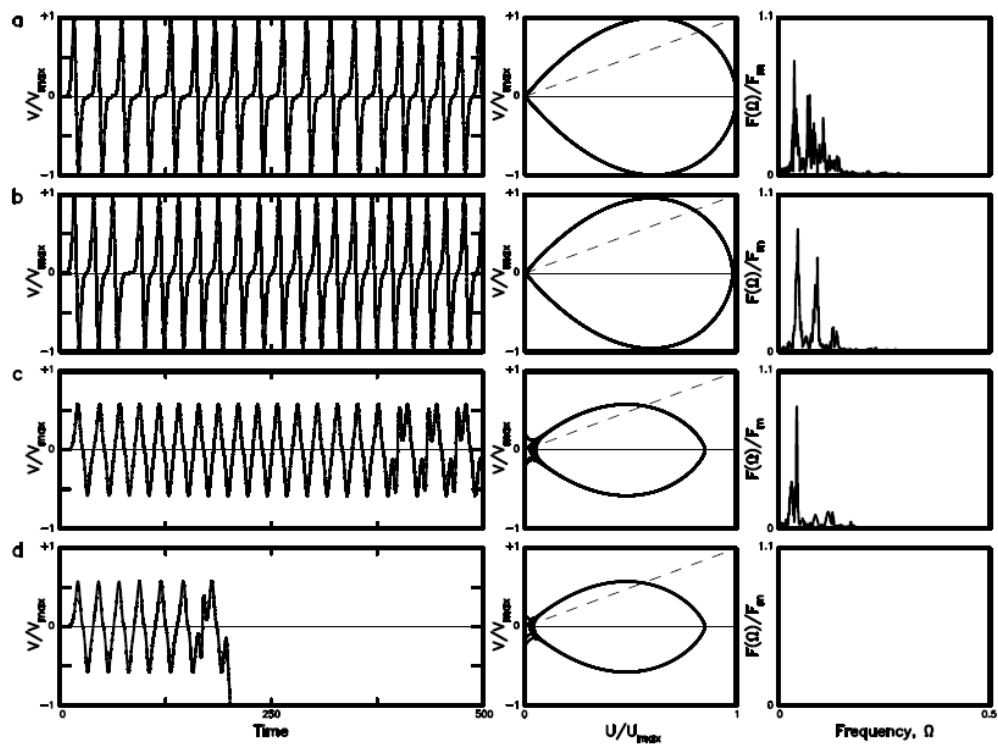 a +1 V/Vmax 0 -1 +1 V/Vmax 0 -1 1.1 F(Ω)/Fm 0
b +1 V/Vmax 0 -1 +1 V/Vmax 0 -1 1.1 F(Ω)/Fm 0
c +1 V/Vmax 0 -1 +1 V/Vmax 0 -1 1.1 F(Ω)/Fm 0
d +1 V/Vmax 0 -1 +1 V/Vmax 0 -1 1.1 F(Ω)/Fm 0
0 250 500 0 1 0 0.5
Time U/Umax Frequency, Ω